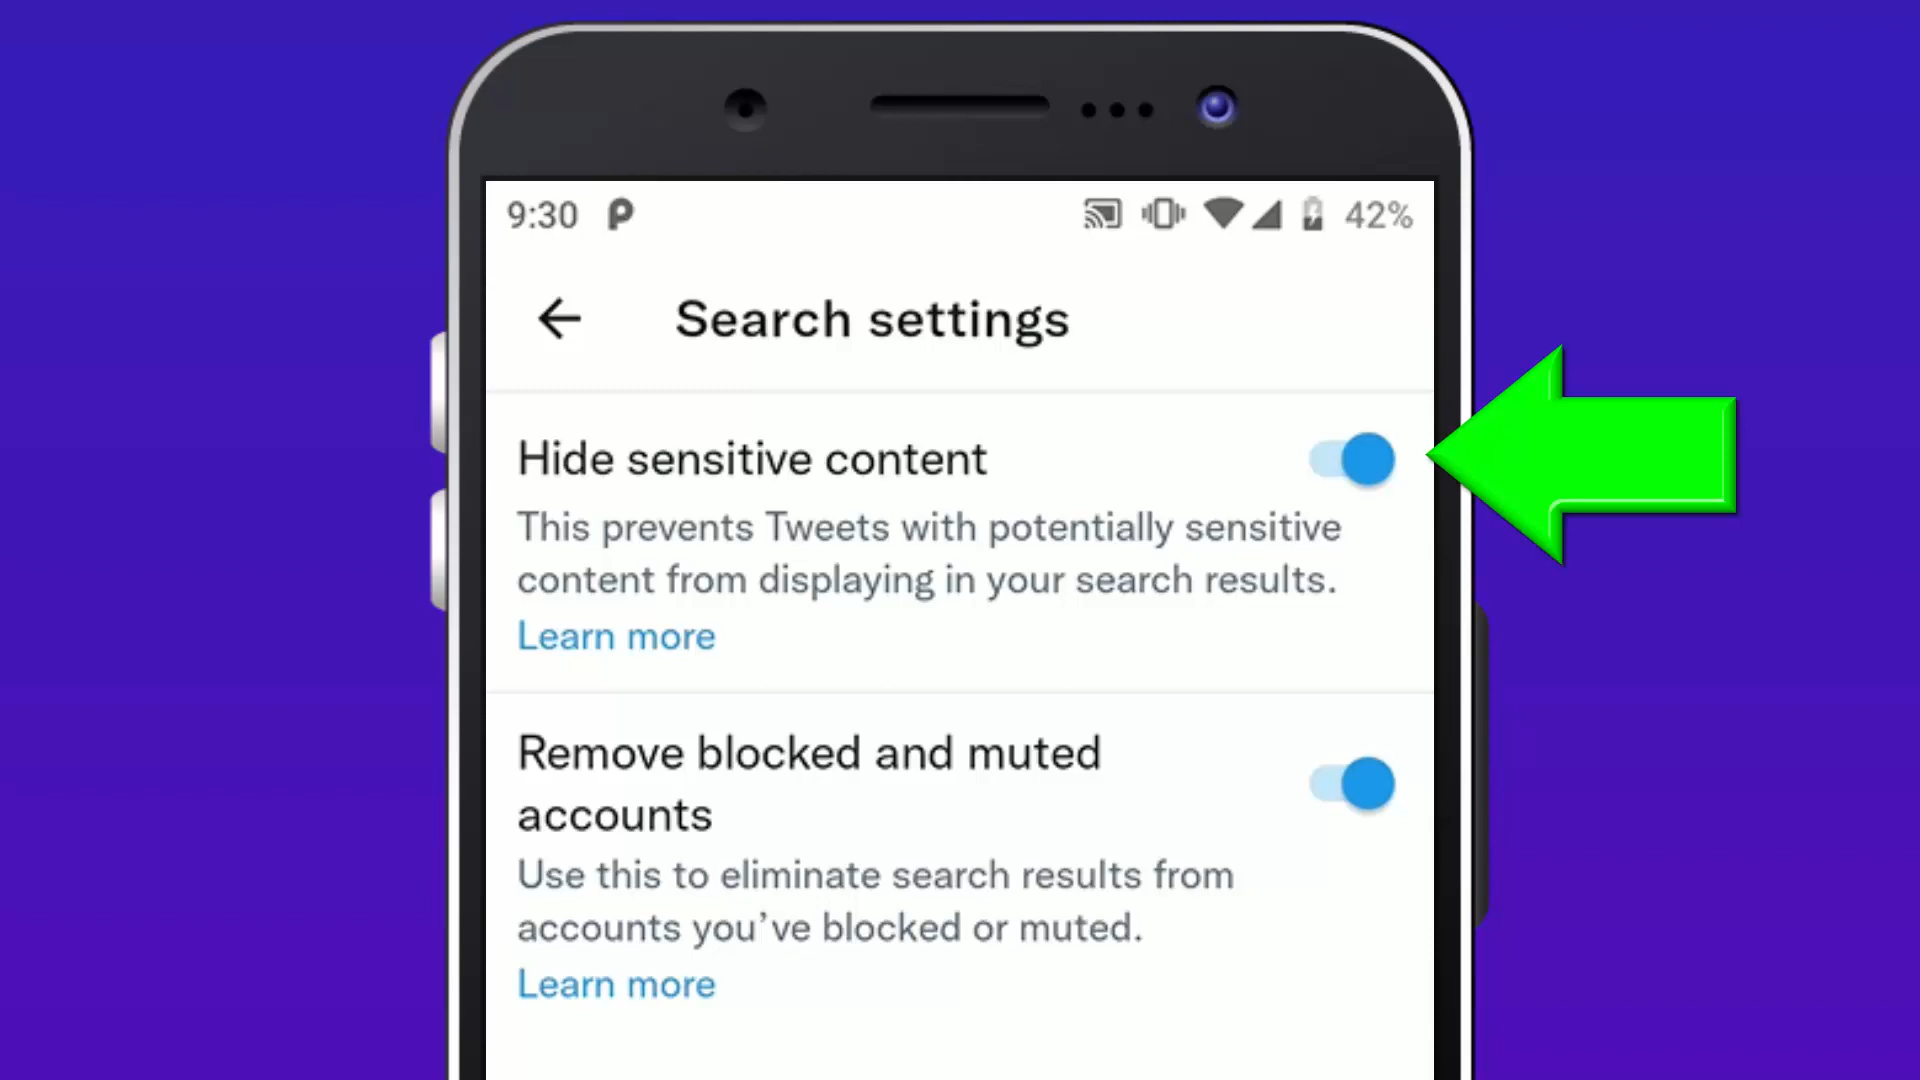 9:30 42%
Search settings
Hide sensitive content
This prevents Tweets with potentially sensitive
content from displaying in your search results.
Learn more
Remove blocked and muted
accounts
Use this to eliminate search results from
accounts you’ve blocked or muted.
Learn more